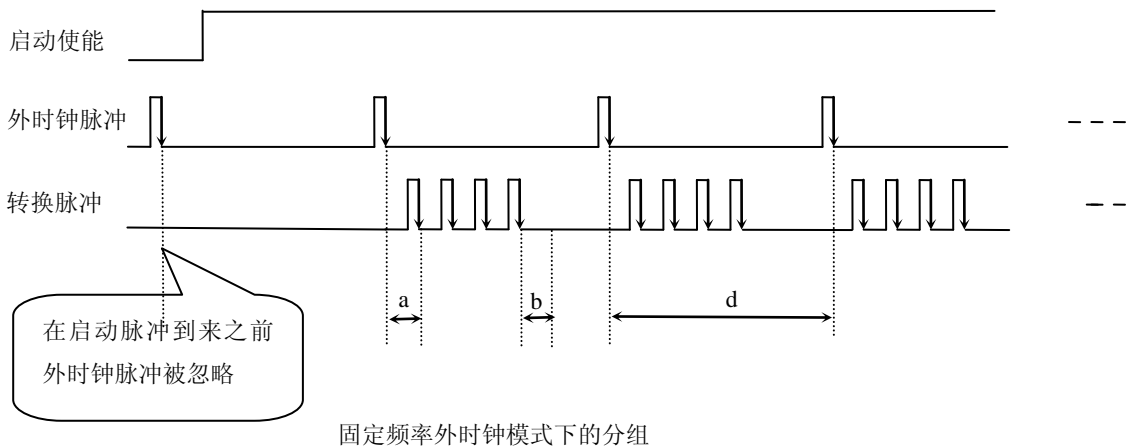 启动使能
外时钟脉冲
转换脉冲
a
b
d
在启动脉冲到来之前
外时钟脉冲被忽略
固定频率外时钟模式下的分组